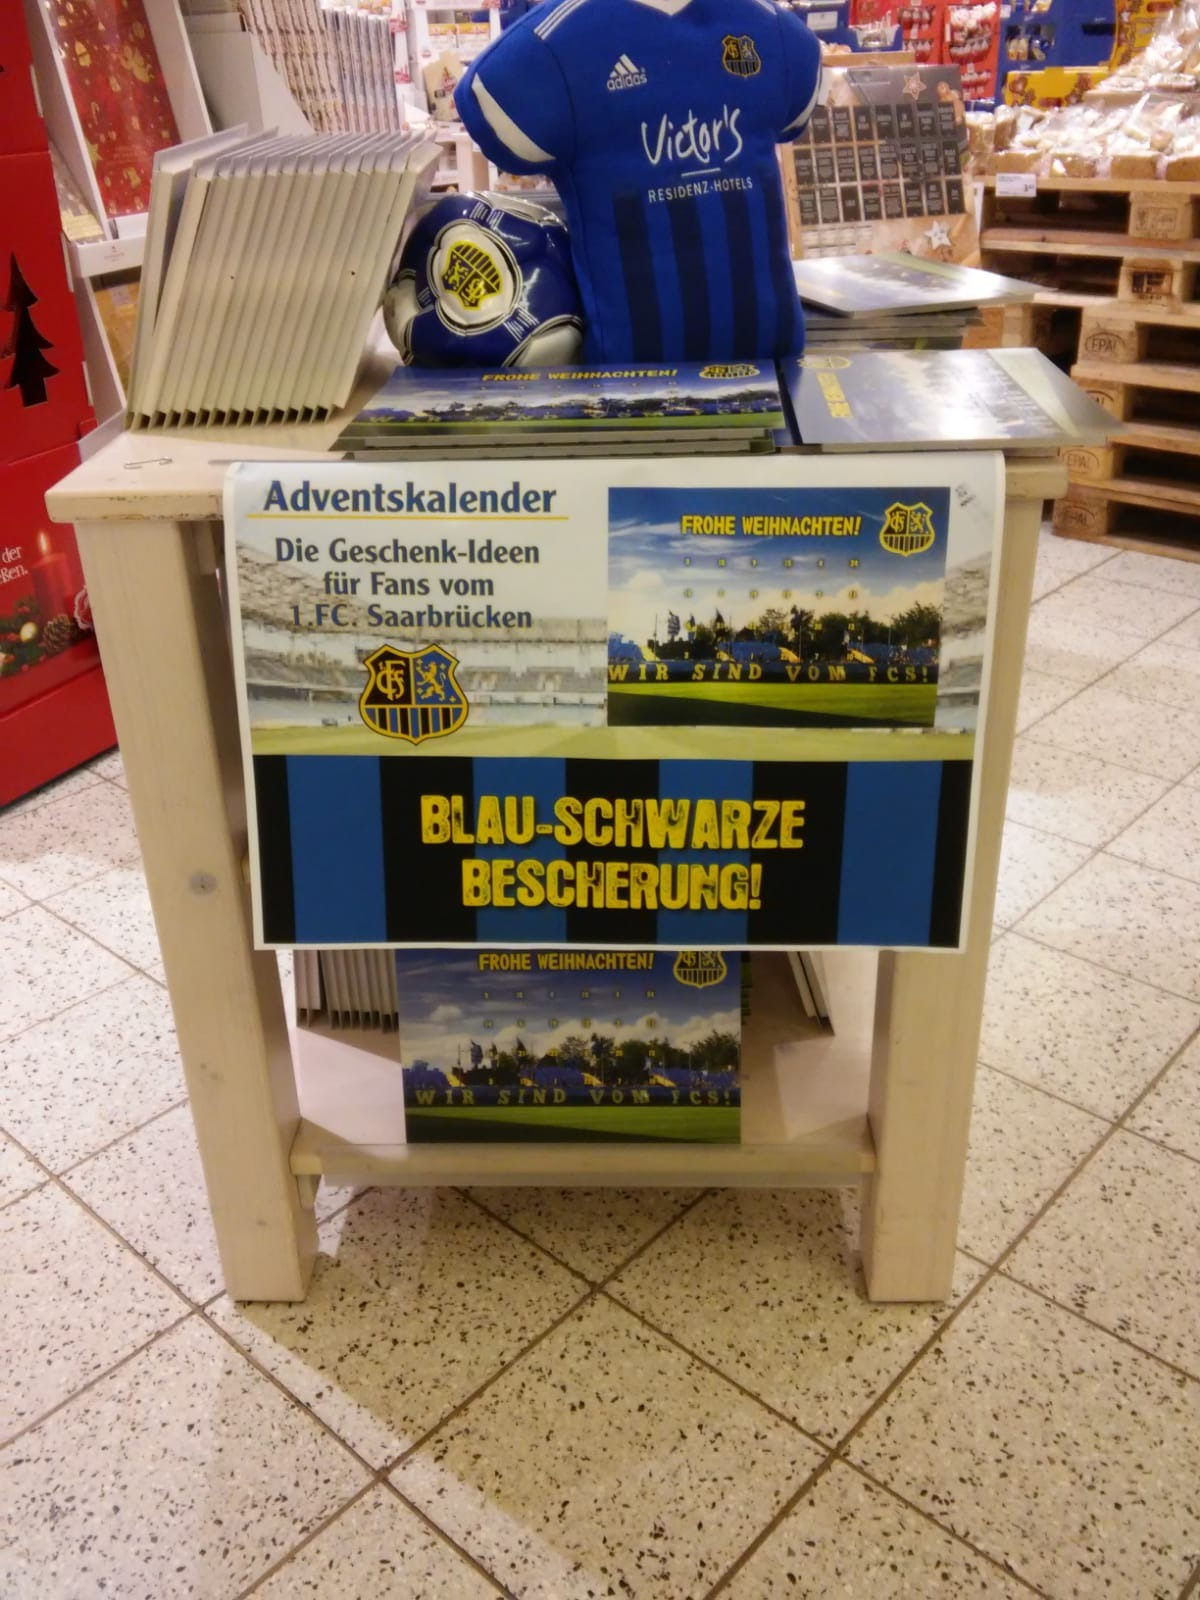 adidas
Victor's
RESIDENZ-HOTELS
FROHE WEIHNACHTEN!
Adventskalender
Die Geschenk-Ideen
für Fans vom
1.FC. Saarbrücken
FROHE WEIHNACHTEN!
WIR SIND VOM FCS!
BLAU-SCHWARZE
BESCHERUNG!
FROHE WEIHNACHTEN!
WIR SIND VOM FCS!
der
EPAL
EPAL